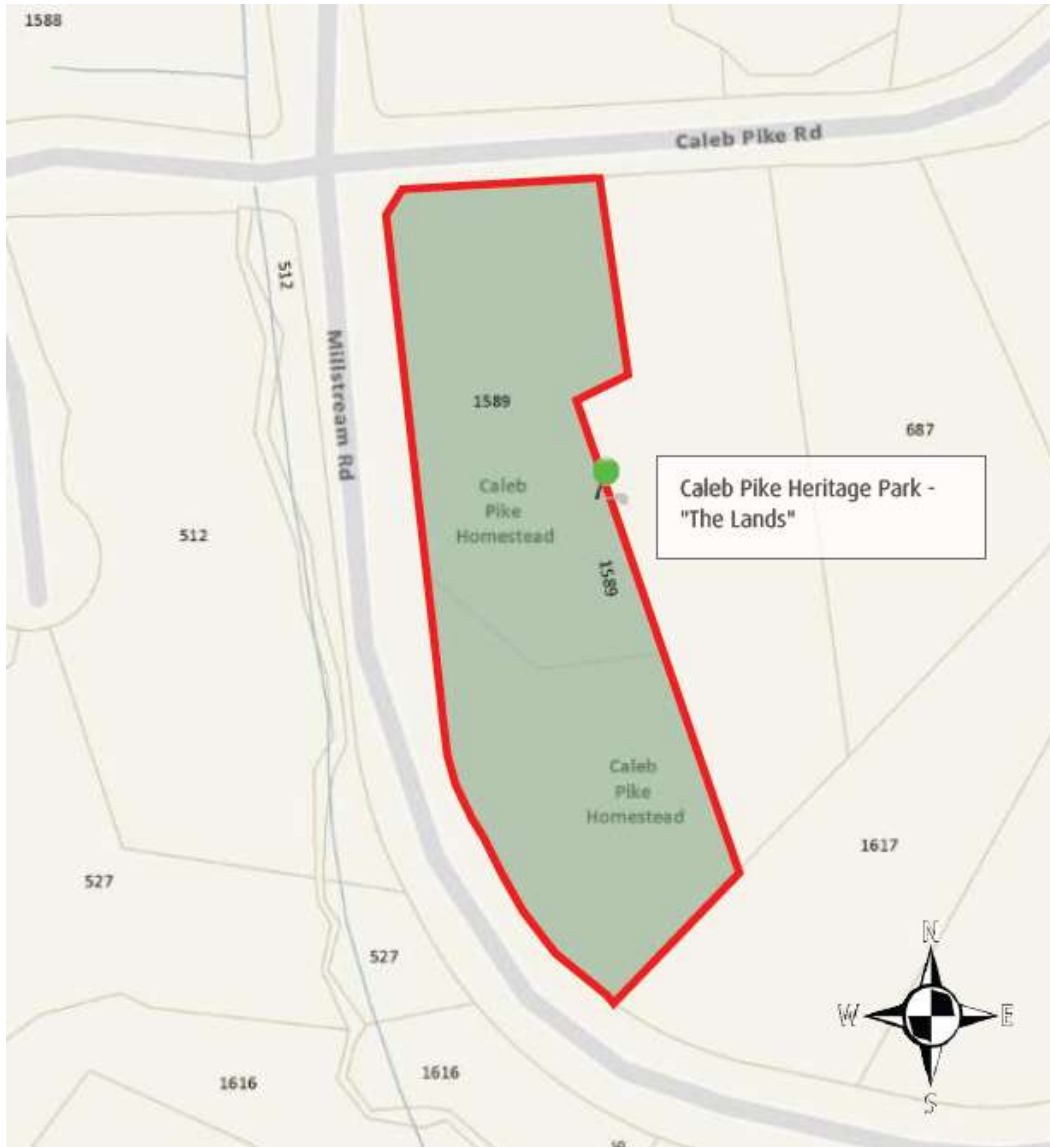 1588
Caleb Pike Rd
512
Millstream Rd
1589
687
Caleb
Pike
Homestead
Caleb Pike Heritage Park -
"The Lands"
512
1589
Caleb
Pike
Homestead
1617
527
527
N
W
E
S
1616
1616